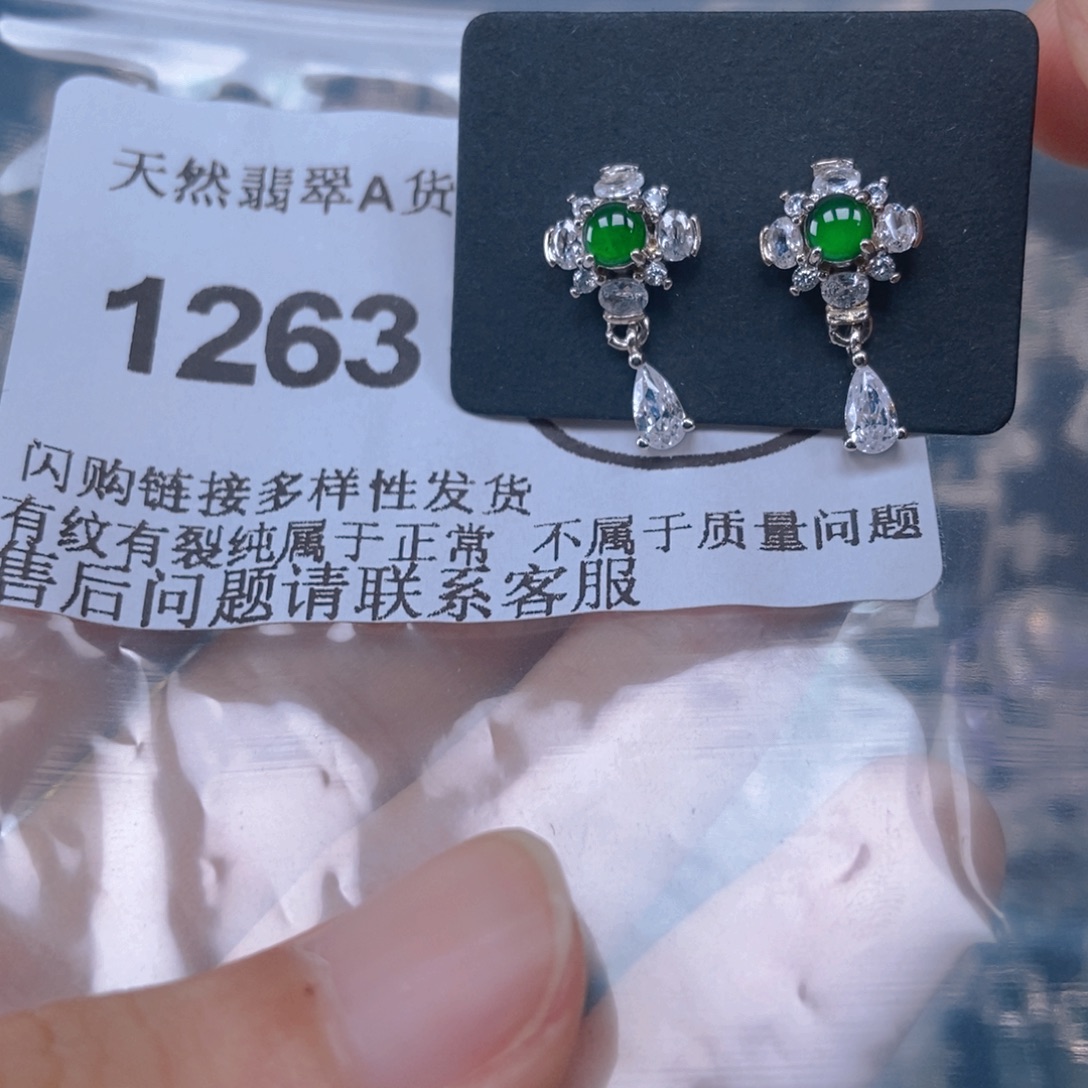 天然翡翠A货
1263
闪购链接多样性发货
有纹有裂纯属于正常 不属于质量问题
售后问题请联系客服